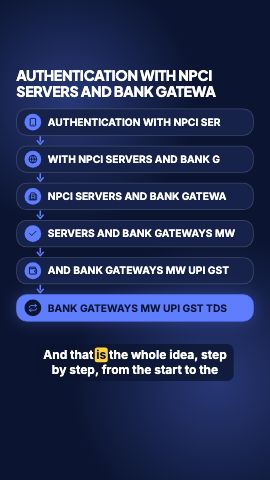 AUTHENTICATION WITH NPCI
SERVERS AND BANK GATEWA
AUTHENTICATION WITH NPCI SER
WITH NPCI SERVERS AND BANK G
NPCI SERVERS AND BANK GATEWA
SERVERS AND BANK GATEWAYS MW
AND BANK GATEWAYS MW UPI GST
BANK GATEWAYS MW UPI GST TDS
And that is the whole idea, step
by step, from the start to the